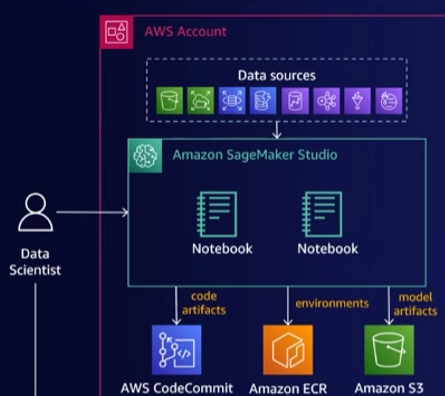 AWS Account
Data sources
Amazon SageMaker Studio
Notebook
Notebook
Data
Scientist
code
artifacts
environments
model
artifacts
AWS CodeCommit
Amazon ECR
Amazon S3